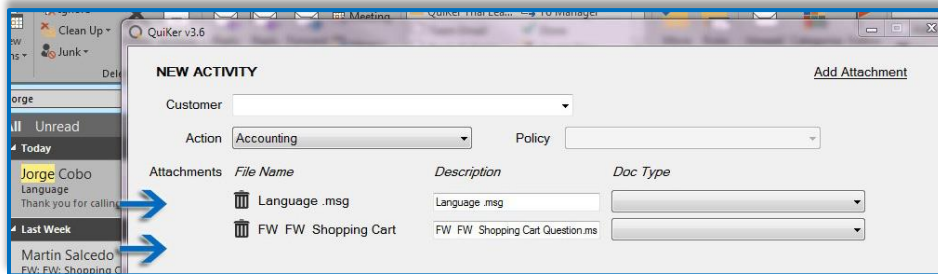 Meeting
Clean Up
Junk
Dele
QuiKer v3.6
NEW ACTIVITY
Add Attachment
Customer
Action Accounting Policy
Attachments File Name Description Doc Type
Language .msg Language .msg
FW FW Shopping Cart FW FW Shopping Cart Question.ms
orge
All Unread
Today
Jorge Cobo
Language
Thank you for calling
Last Week
Martin Salcedo
FW: FW: Shopping C